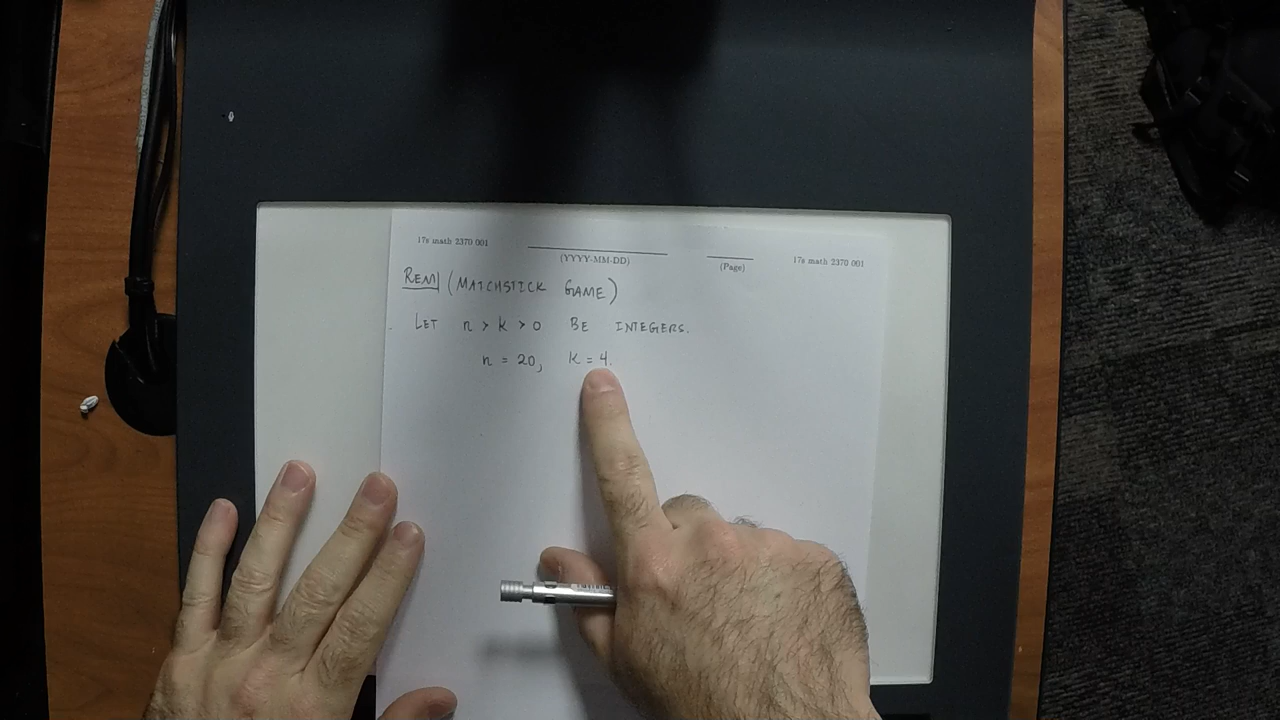 17s math 2370 001
(YYYY-MM-DD)
(Page)
17s math 2370 001
REM (MATCHSTICK GAME)
LET n > k > 0 BE INTEGERS.
n = 20, k = 4.